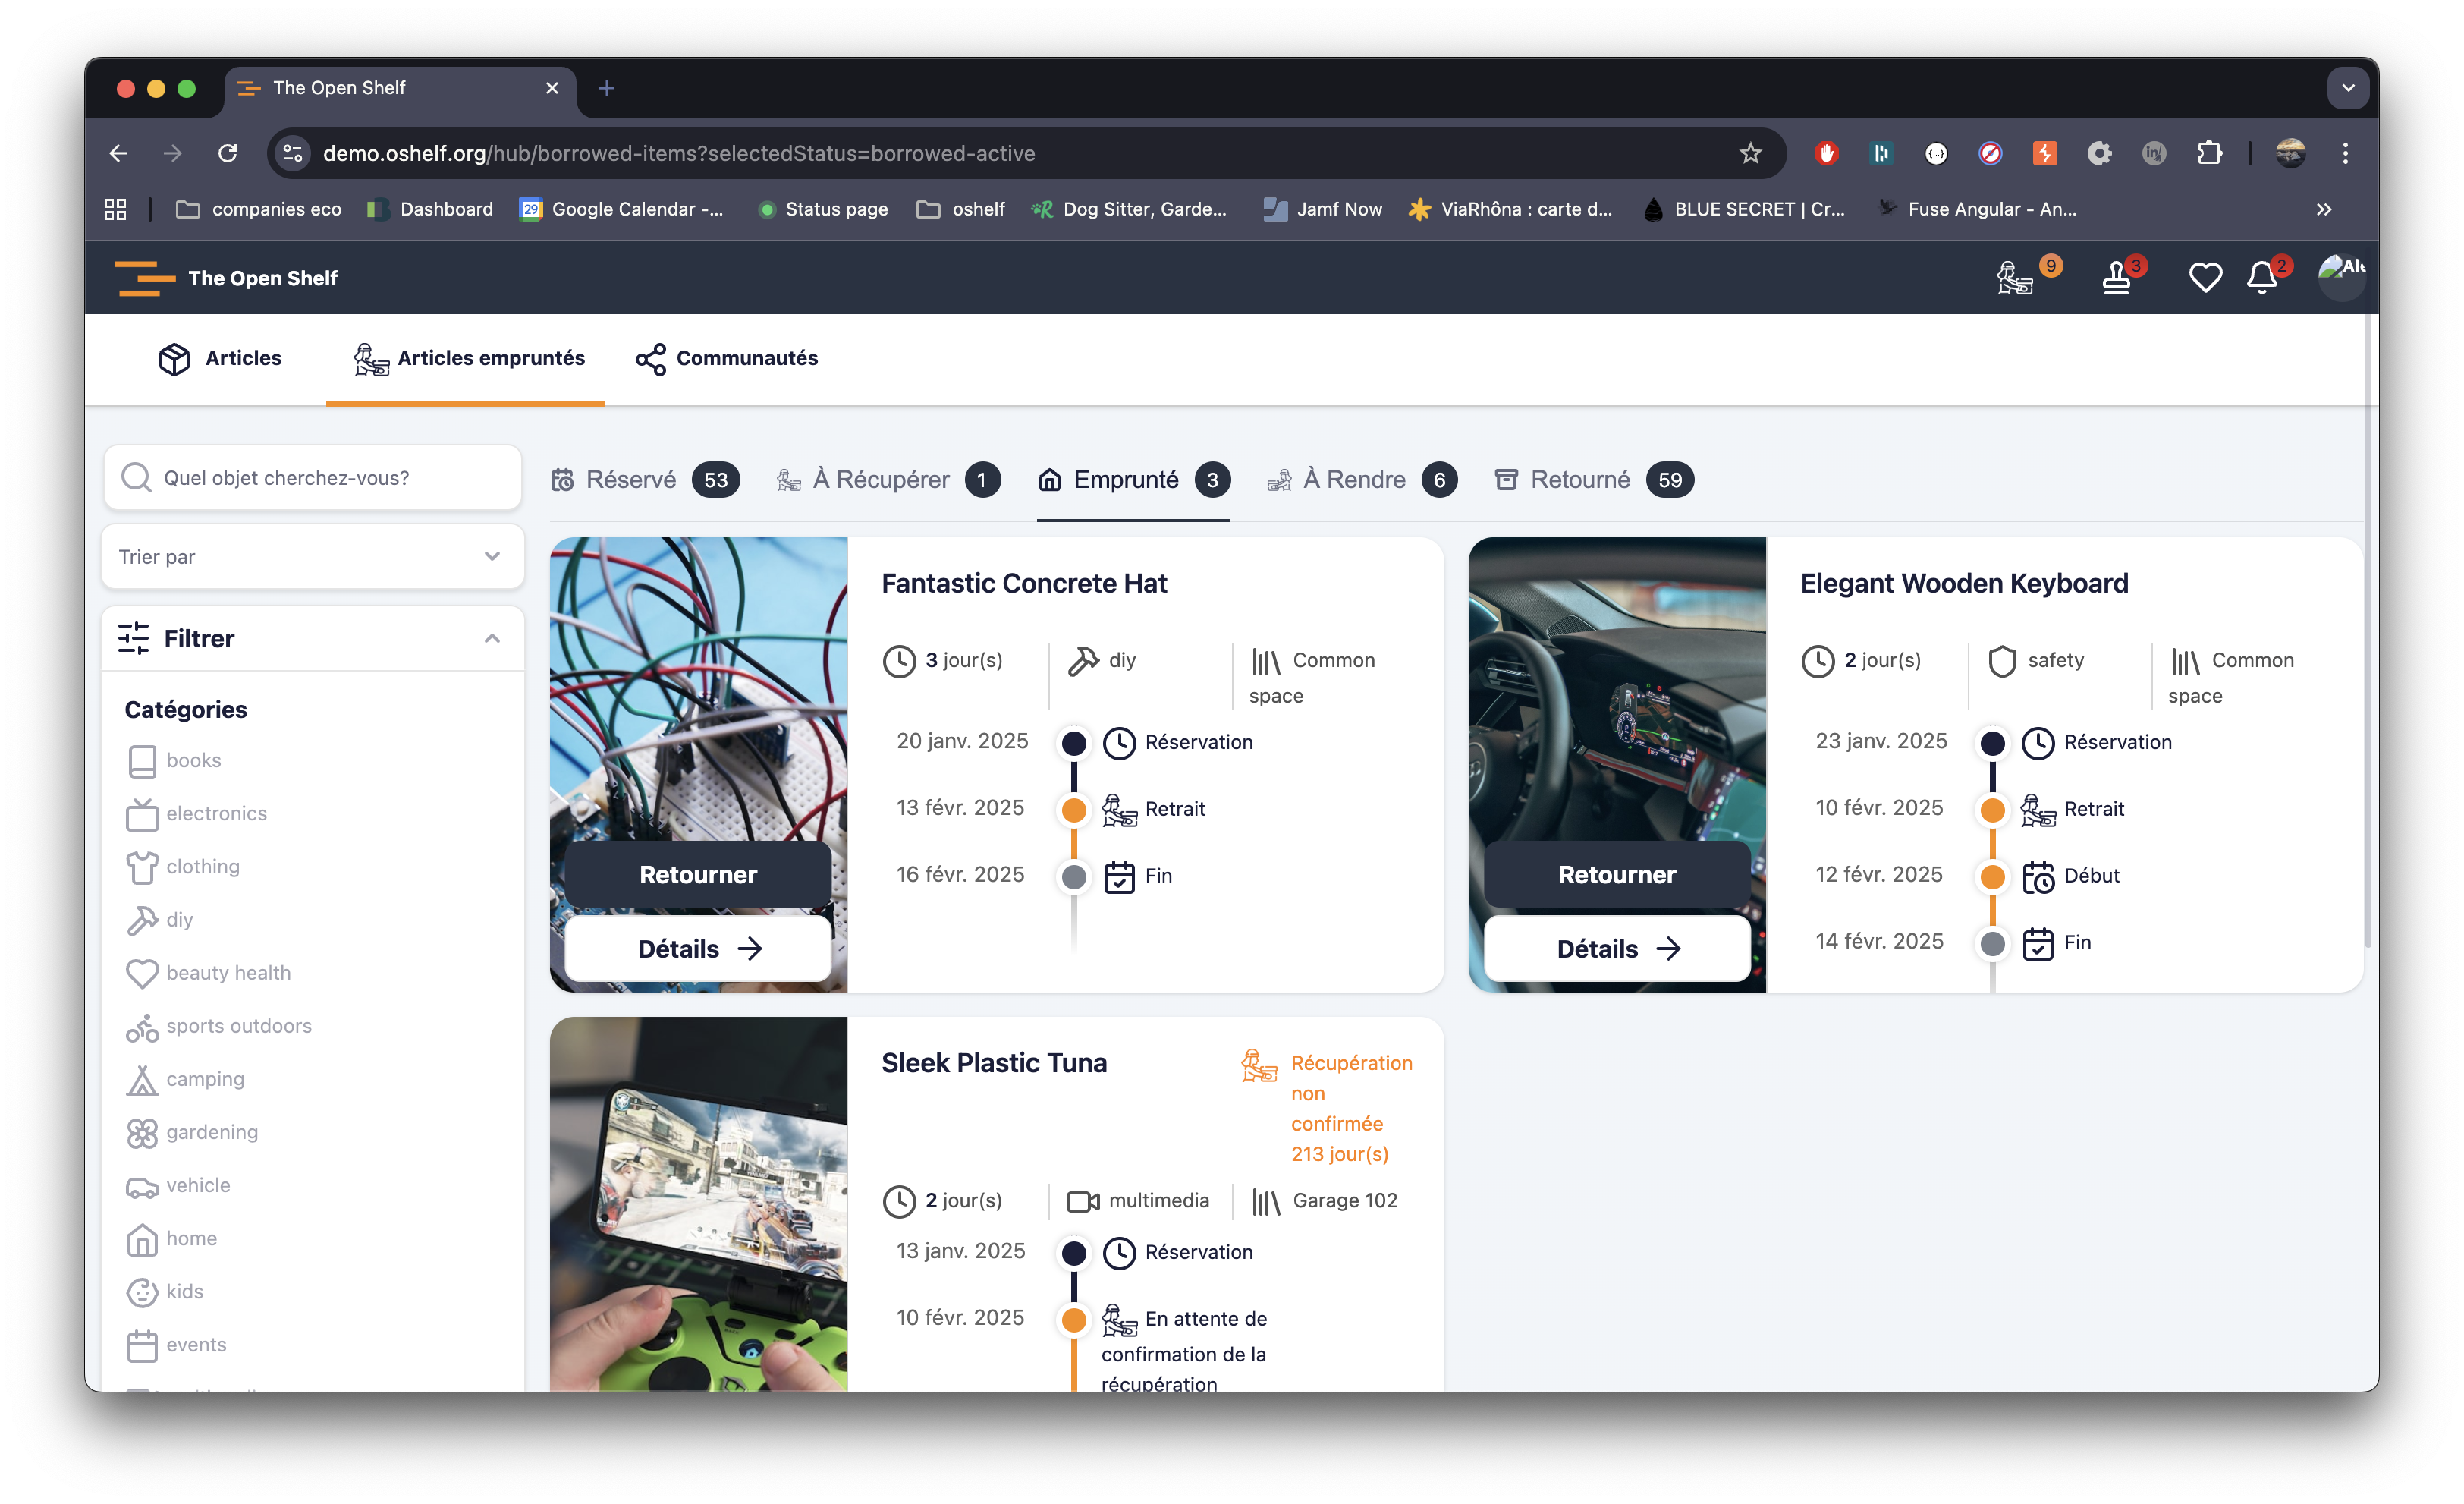 The Open Shelf
demo.oshelf.org/hub/borrowed-items?selectedStatus=borrowed-active
companies eco
Dashboard
29
Google Calendar -...
Status page
oshelf
Dog Sitter, Garde...
Jamf Now
ViaRhôna : carte d...
BLUE SECRET | Cr...
Fuse Angular - An...
The Open Shelf
9
3
2
Articles
Articles empruntés
Communautés
Quel objet cherchez-vous?
Trier par
Filtrer
Catégories
books
electronics
clothing
diy
beauty health
sports outdoors
camping
gardening
vehicle
home
kids
events
Réservé 53
À Récupérer 1
Emprunté 3
À Rendre 6
Retourné 59
Fantastic Concrete Hat
3 jour(s)
diy
Common
space
20 janv. 2025 Réservation
13 févr. 2025 Retrait
16 févr. 2025 Fin
Retourner
Détails
Elegant Wooden Keyboard
2 jour(s)
safety
Common
space
23 janv. 2025 Réservation
10 févr. 2025 Retrait
12 févr. 2025 Début
14 févr. 2025 Fin
Retourner
Détails
Sleek Plastic Tuna
Récupération
non
confirmée
213 jour(s)
2 jour(s)
multimedia
Garage 102
13 janv. 2025 Réservation
10 févr. 2025 En attente de
confirmation de la
récupération